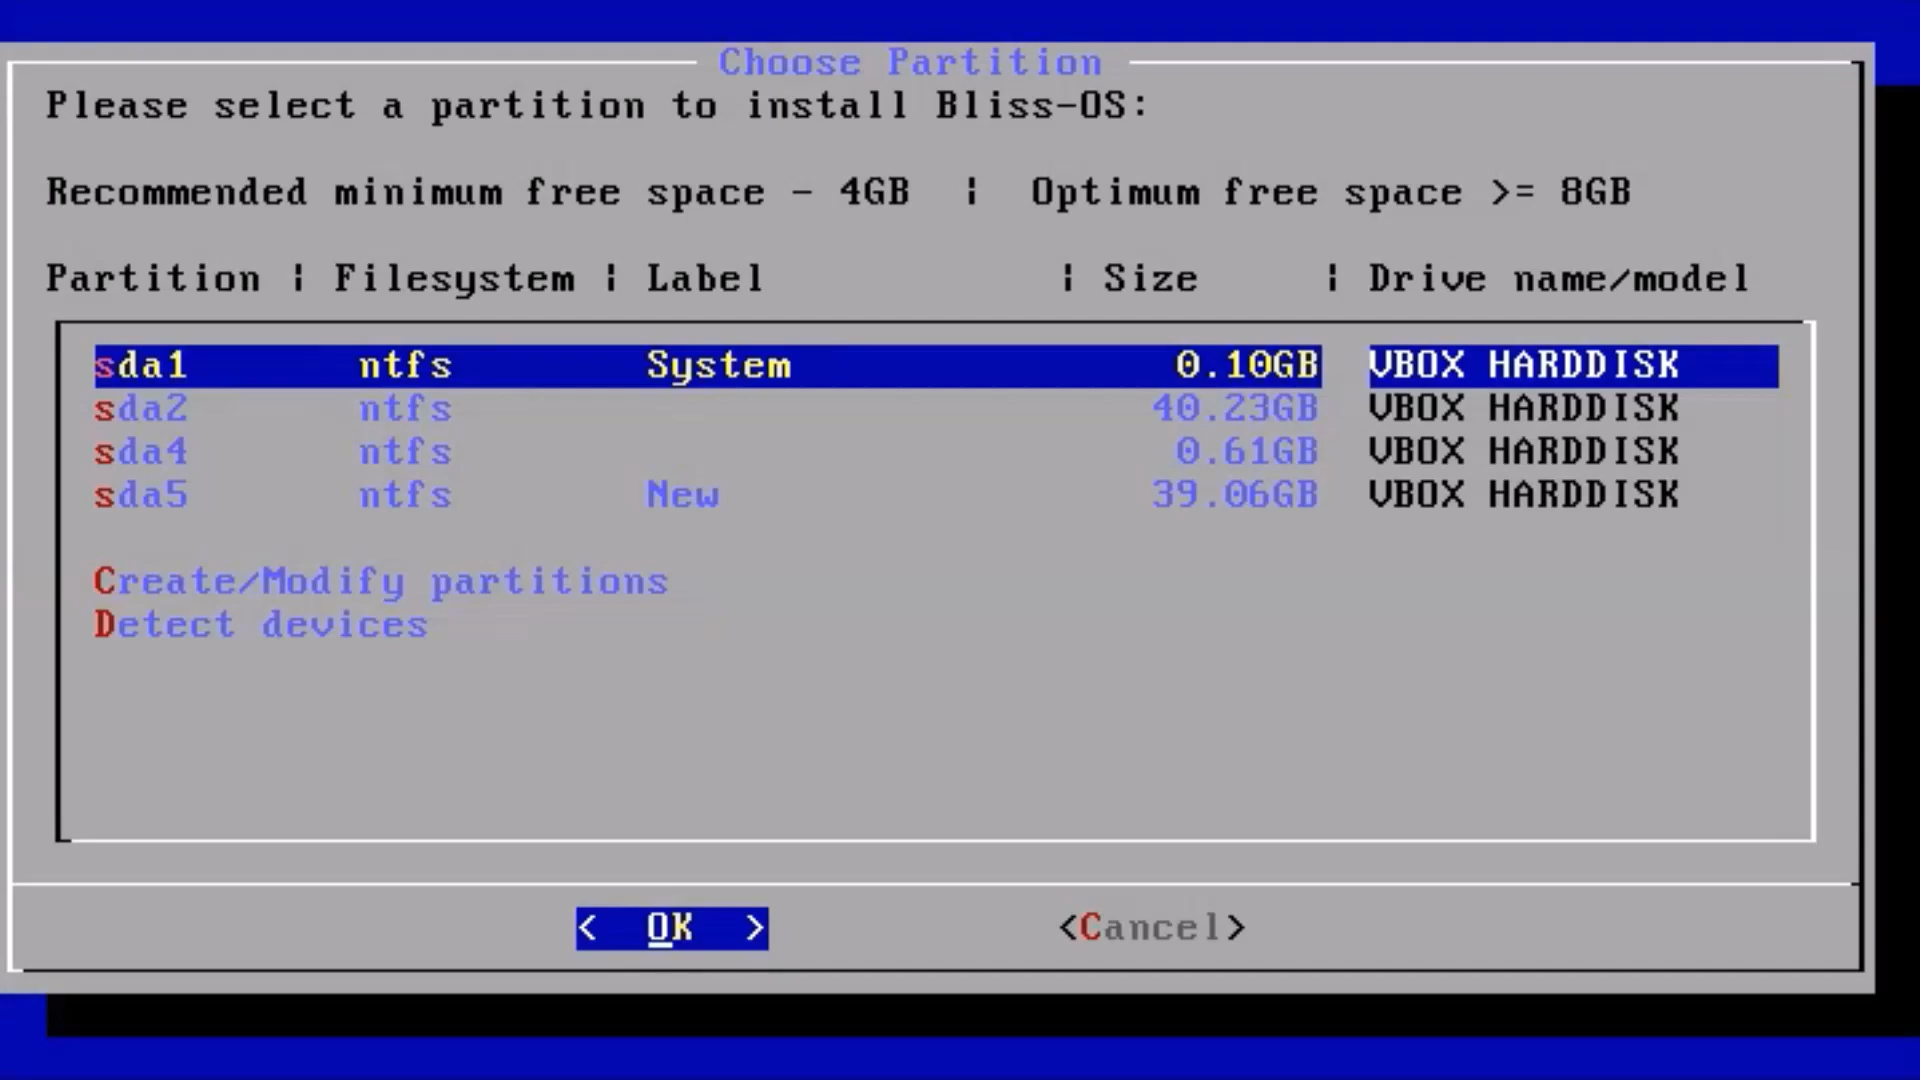 Choose Partition
Please select a partition to install Bliss-OS:
Recommended minimum free space - 4GB ¦ Optimum free space >= 8GB
Partition ¦ Filesystem ¦ Label ¦ Size ¦ Drive name/model
sda1 ntfs System 0.10GB VBOX HARDDISK
sda2 ntfs 40.23GB VBOX HARDDISK
sda4 ntfs 0.61GB VBOX HARDDISK
sda5 ntfs New 39.06GB VBOX HARDDISK
Create/Modify partitions
Detect devices
< OK > <Cancel>